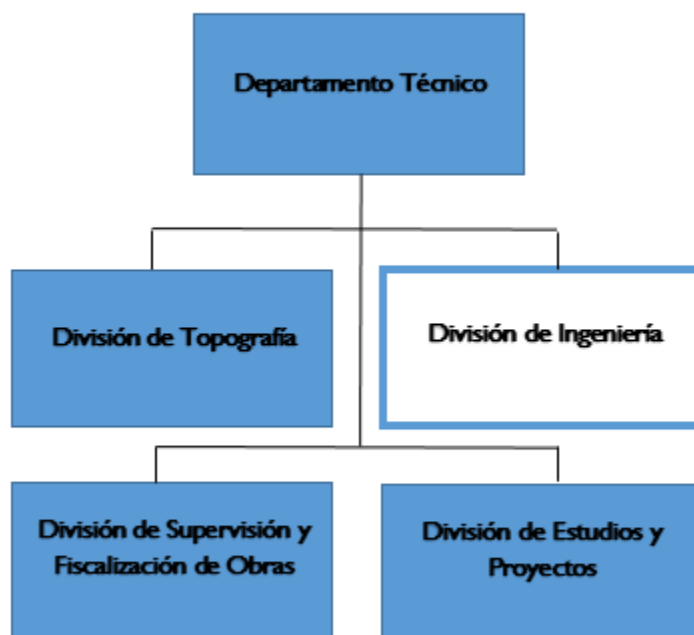 Departamento Técnico
División de Topografía
División de Ingeniería
División de Supervisión y
Fiscalización de Obras
División de Estudios y
Proyectos